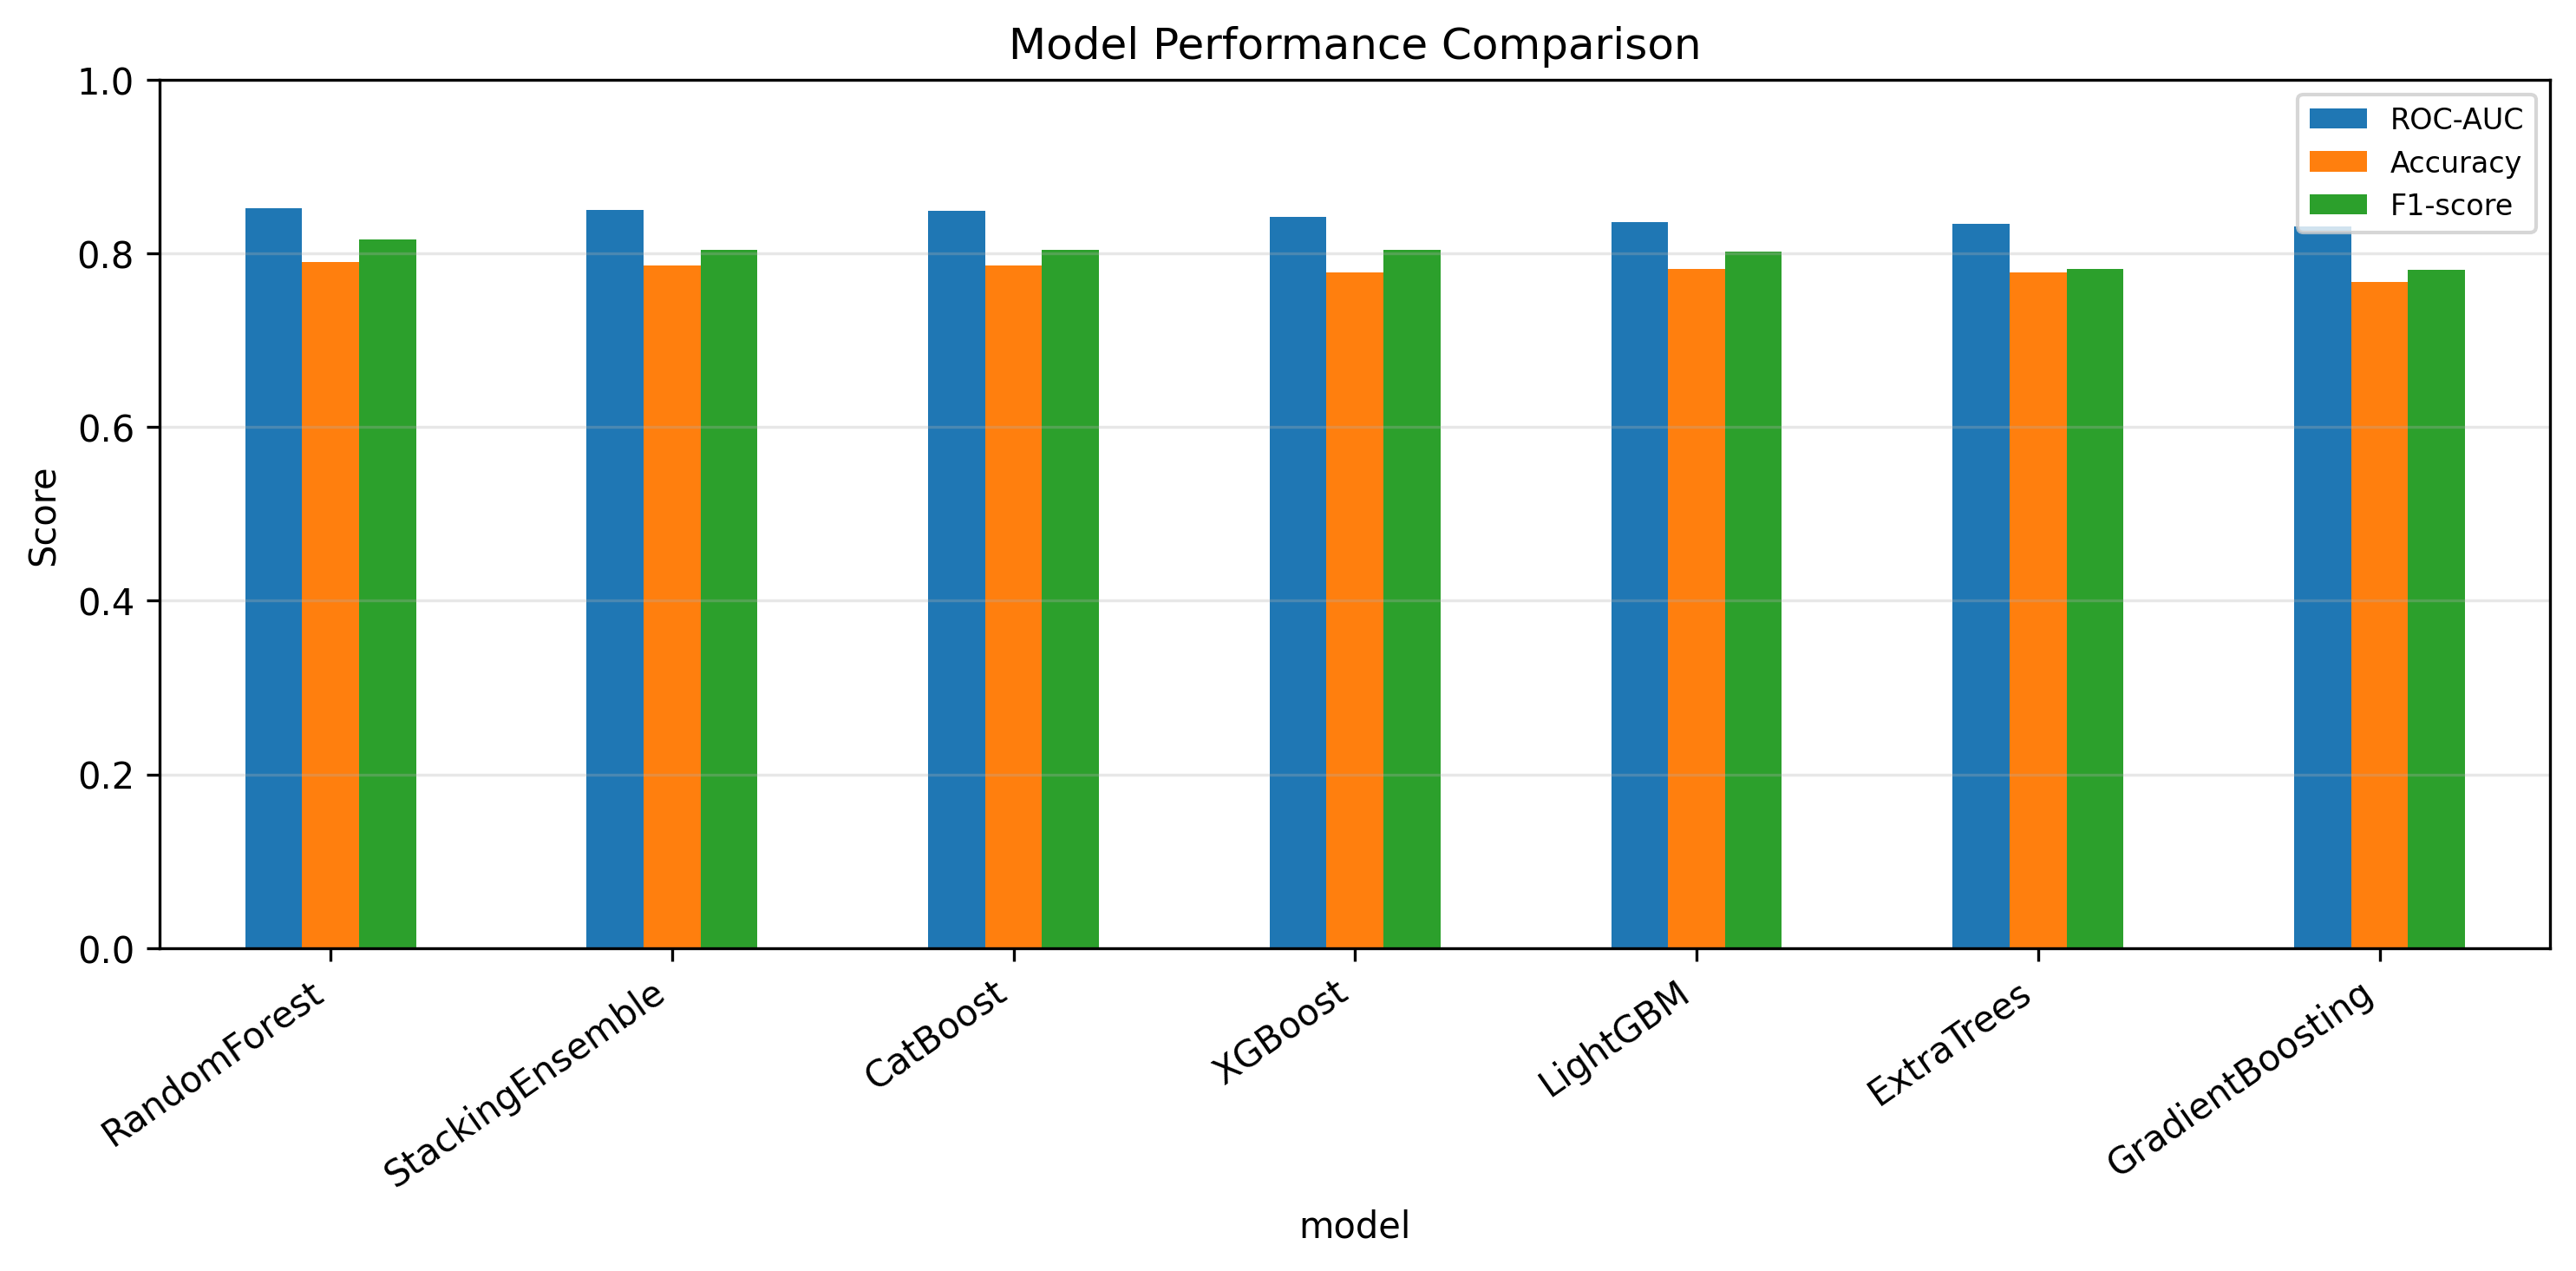 Model Performance Comparison
1.0
0.8
0.6
0.4
0.2
0.0
Score
ROC-AUC
Accuracy
F1-score
RandomForest
StackingEnsemble
CatBoost
XGBoost
LightGBM
ExtraTrees
GradientBoosting
model